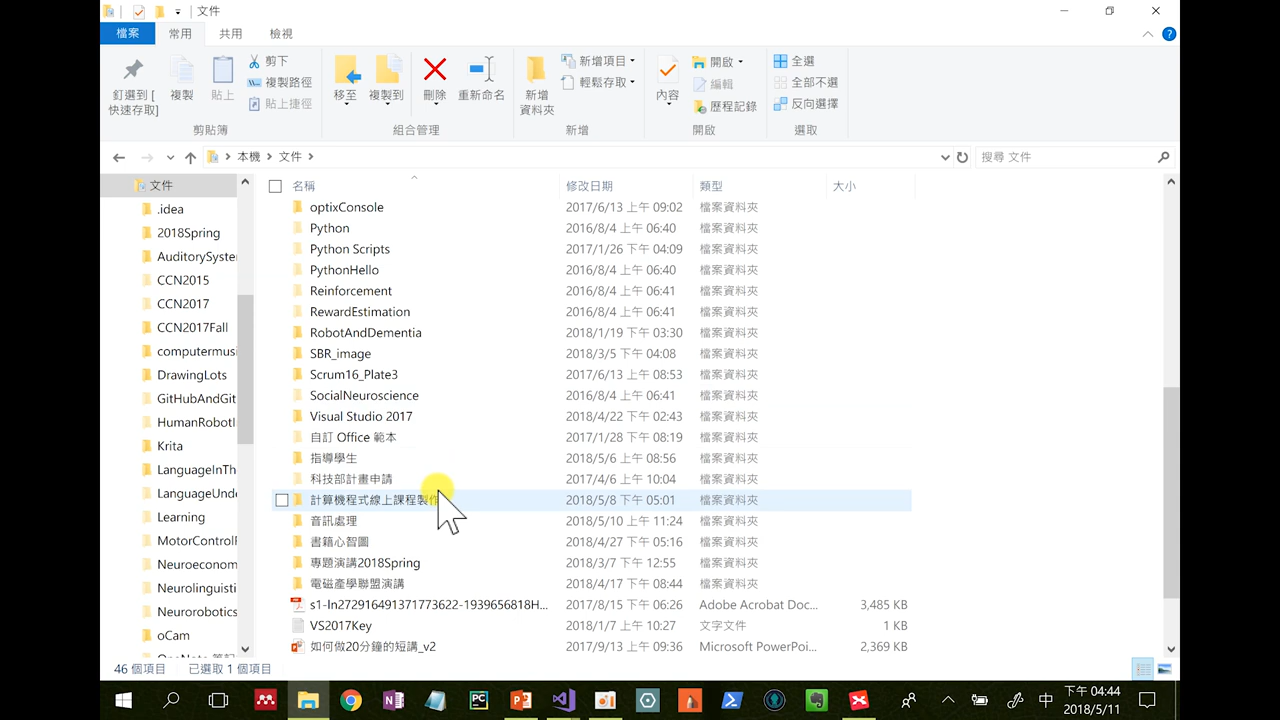 文件
檔案 常用 共用 檢視
釘選到 [快速存取]
複製
貼上
剪下
複製路徑
貼上捷徑
剪貼簿
移至
複製到
刪除
重新命名
組合管理
新增資料夾
新增項目
輕鬆存取
新增
內容
開啟
編輯
歷程記錄
開啟
全選
全部不選
反向選擇
選取
本機 文件
搜尋 文件
文件
.idea
2018Spring
AuditorySyste
CCN2015
CCN2017
CCN2017Fall
computermusi
DrawingLots
GitHubAndGit
HumanRobotI
Krita
LanguageInTh
LanguageUnde
Learning
MotorControlF
Neuroeconom
Neurolinguisti
Neurorobotics
oCam
名稱 修改日期 類型 大小
optixConsole 2017/6/13 上午 09:02 檔案資料夾
Python 2016/8/4 上午 06:40 檔案資料夾
Python Scripts 2017/1/26 下午 04:09 檔案資料夾
PythonHello 2016/8/4 上午 06:40 檔案資料夾
Reinforcement 2016/8/4 上午 06:41 檔案資料夾
RewardEstimation 2016/8/4 上午 06:41 檔案資料夾
RobotAndDementia 2018/1/19 下午 03:30 檔案資料夾
SBR_image 2018/3/5 下午 04:08 檔案資料夾
Scrum16_Plate3 2017/6/13 上午 08:53 檔案資料夾
SocialNeuroscience 2016/8/4 上午 06:41 檔案資料夾
Visual Studio 2017 2018/4/22 下午 02:43 檔案資料夾
自訂 Office 範本 2017/1/28 下午 08:19 檔案資料夾
指導學生 2018/5/6 上午 08:56 檔案資料夾
科技部計畫申請 2017/4/6 上午 10:04 檔案資料夾
計算機程式線上課程製作 2018/5/8 下午 05:01 檔案資料夾
音訊處理 2018/5/10 上午 11:24 檔案資料夾
書籍心智圖 2018/4/27 下午 05:16 檔案資料夾
專題演講2018Spring 2018/3/7 下午 12:55 檔案資料夾
電磁產學聯盟演講 2018/4/17 下午 08:44 檔案資料夾
s1-ln272916491371773622-1939656818H... 2017/8/15 下午 06:26 Adobe Acrobat Doc... 3,485 KB
VS2017Key 2018/1/7 上午 10:27 文字文件 1 KB
如何做20分鐘的短講_v2 2017/9/13 上午 09:36 Microsoft PowerPoi... 2,369 KB
46 個項目 已選取 1 個項目
中
下午 04:44
2018/5/11